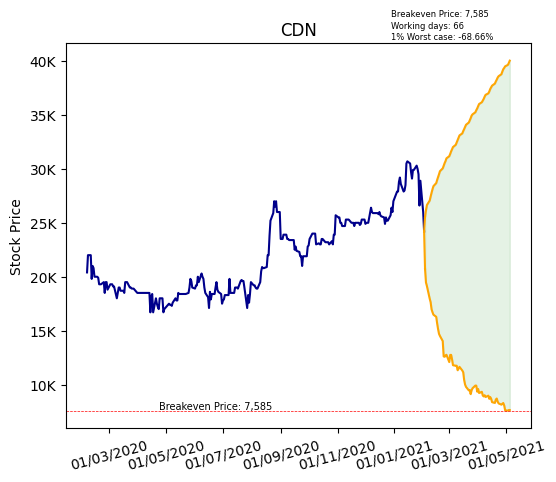 Breakeven Price: 7,585
Working days: 66
1% Worst case: -68.66%
CDN
40K
35K
30K
25K
20K
15K
10K
Stock Price
Breakeven Price: 7,585
01/03/2020
01/05/2020
01/07/2020
01/09/2020
01/11/2020
01/01/2021
01/03/2021
01/05/2021